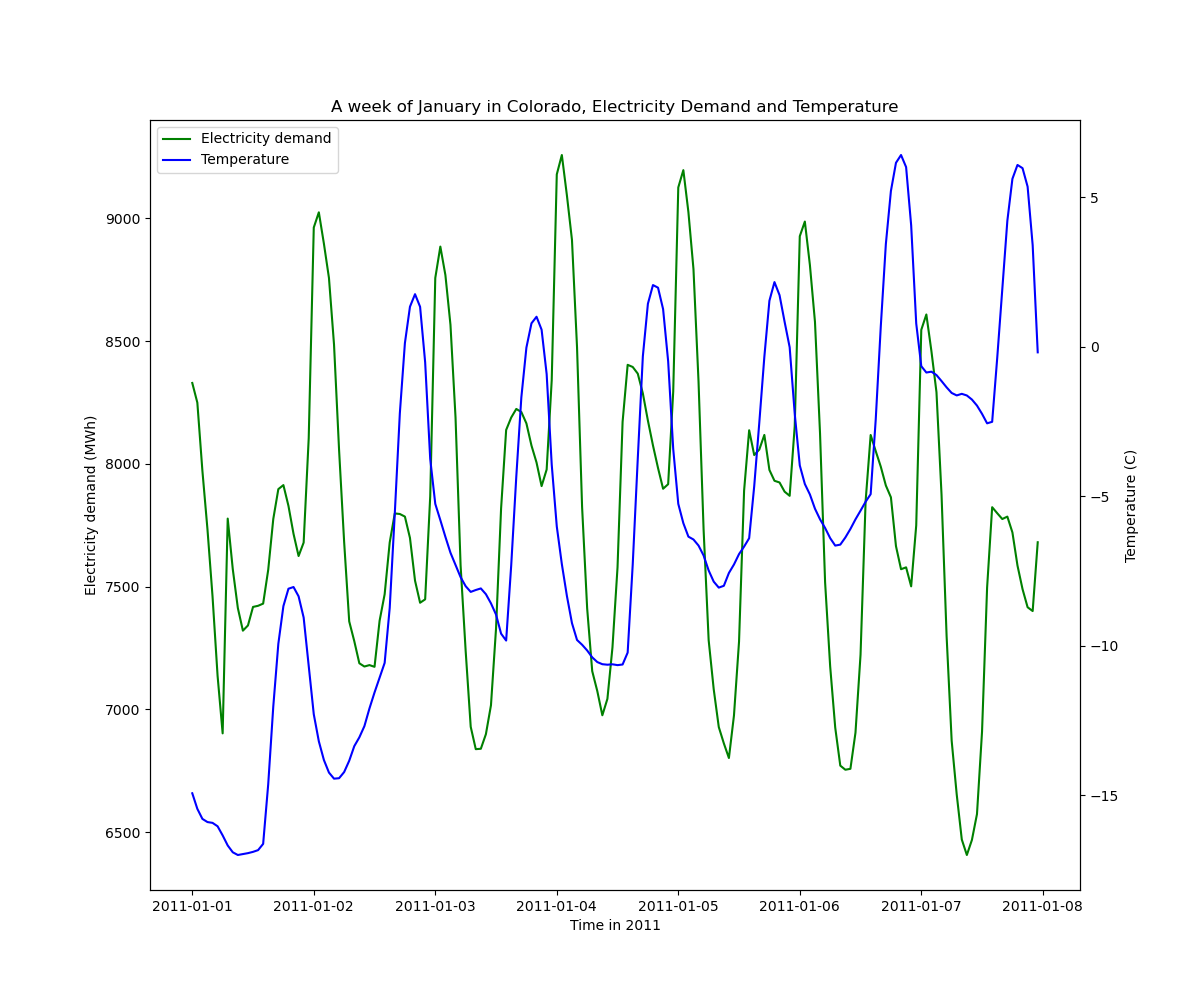 A week of January in Colorado, Electricity Demand and Temperature
Electricity demand
Temperature
Electricity demand (MWh)
9000
8500
8000
7500
7000
6500
5
0
−5
−10
−15
Temperature (C)
2011-01-01 2011-01-02 2011-01-03 2011-01-04 2011-01-05 2011-01-06 2011-01-07 2011-01-08
Time in 2011